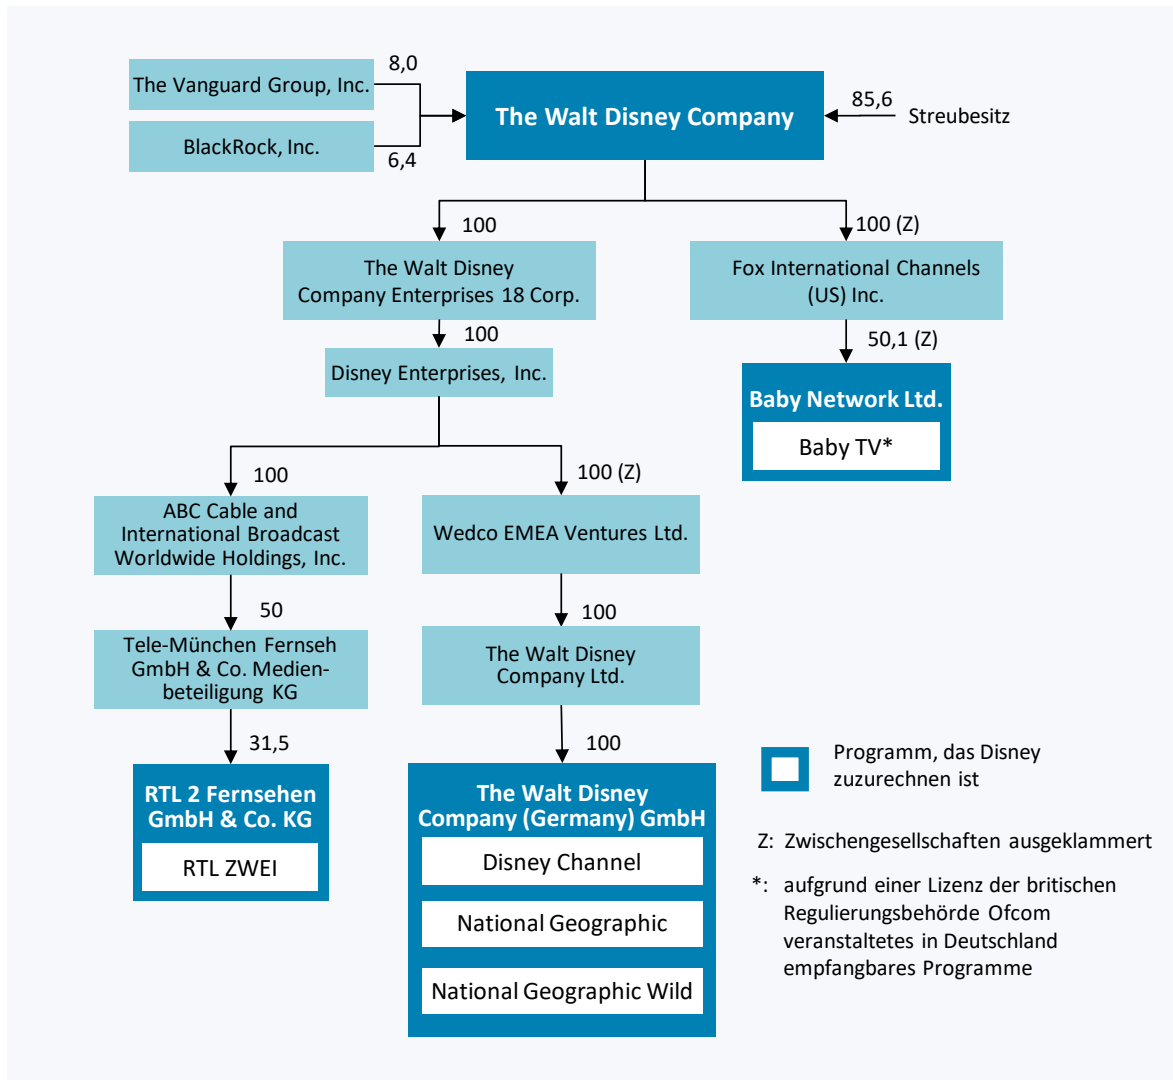 8,0
The Vanguard Group, Inc.
BlackRock, Inc.
6,4
The Walt Disney Company
85,6
Streubesitz
100
100 (Z)
The Walt Disney
Company Enterprises 18 Corp.
Fox International Channels
(US) Inc.
100
50,1 (Z)
Disney Enterprises, Inc.
Baby Network Ltd.
Baby TV*
100
100 (Z)
ABC Cable and
International Broadcast
Worldwide Holdings, Inc.
Wedco EMEA Ventures Ltd.
50
100
Tele-München Fernseh
GmbH & Co. Medien-
beteiligung KG
The Walt Disney
Company Ltd.
31,5
100
RTL 2 Fernsehen
GmbH & Co. KG
RTL ZWEI
The Walt Disney
Company (Germany) GmbH
Disney Channel
National Geographic
National Geographic Wild
Programm, das Disney
zuzurechnen ist
Z: Zwischengesellschaften ausgeklammert
*: aufgrund einer Lizenz der britischen
Regulierungsbehörde Ofcom
veranstaltetes in Deutschland
empfangbares Programme